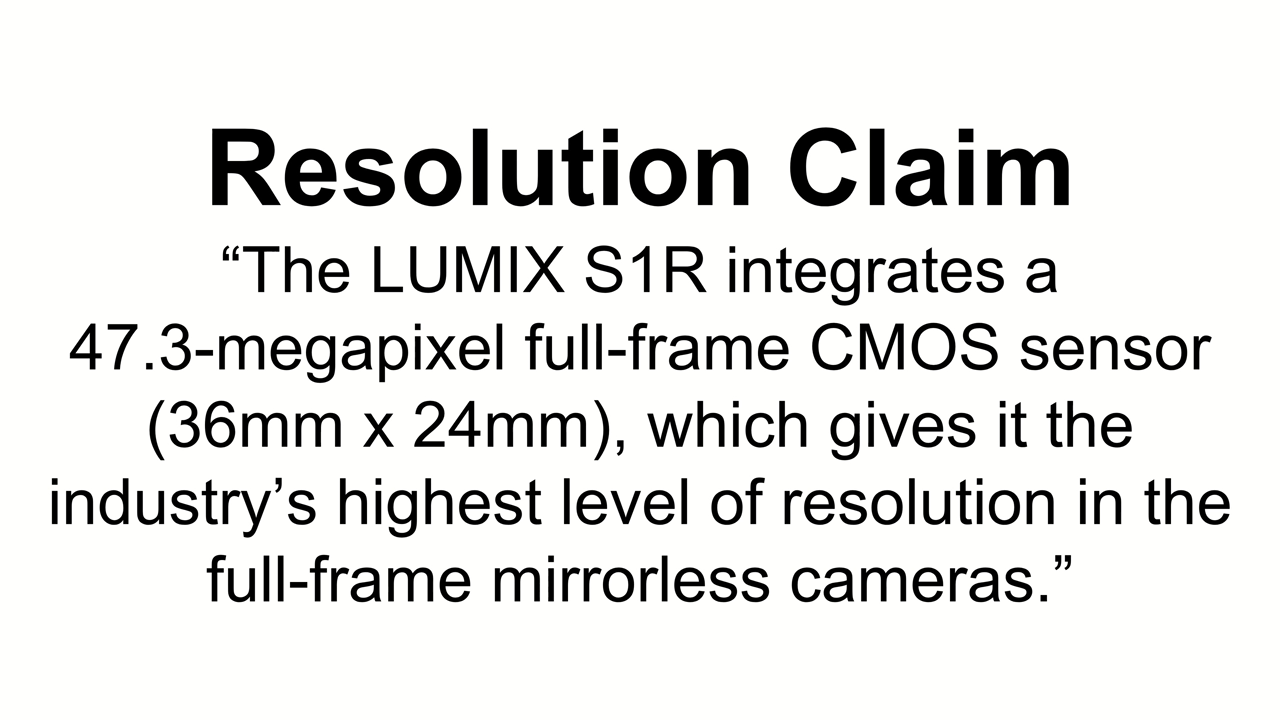 Resolution Claim
“The LUMIX S1R integrates a
47.3-megapixel full-frame CMOS sensor
(36mm x 24mm), which gives it the
industry’s highest level of resolution in the
full-frame mirrorless cameras.”